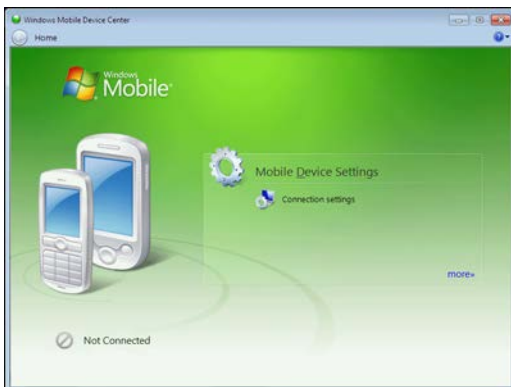 Windows Mobile Device Center
Home
Windows
Mobile
Mobile Device Settings
Connection settings
more»
Not Connected